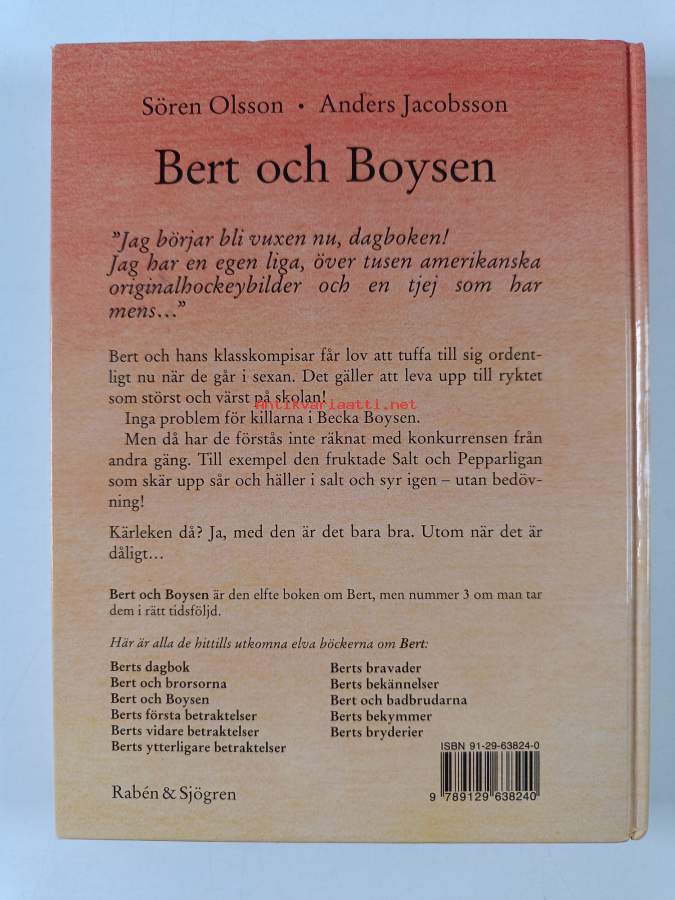 Sören Olsson • Anders Jacobsson
Bert och Boysen
”Jag börjar bli vuxen nu, dagboken!
Jag har en egen liga, över tusen amerikanska
originalhockeybilder och en tjej som har
mens...”
Bert och hans klasskompisar får lov att tuffa till sig ordent-
ligt nu när de går i sexan. Det gäller att leva upp till ryktet
som störst och värst på skolan!
Antikvariaatti.net
Inga problem för killarna i Becka Boysen.
Men då har de förstås inte räknat med konkurrensen från
andra gäng. Till exempel den fruktade Salt och Pepparligan
som skär upp sår och häller i salt och syr igen – utan bedöv-
ning!
Kärleken då? Ja, med den är det bara bra. Utom när det är
dåligt...
Bert och Boysen är den elfte boken om Bert, men nummer 3 om man tar
dem i rätt tidsföljd.
Här är alla de hittills utkomna elva böckerna om Bert:
Berts dagbok
Bert och brorsorna
Bert och Boysen
Berts första betraktelser
Berts vidare betraktelser
Berts ytterligare betraktelser
Berts bravader
Berts bekännelser
Bert och badbrudarna
Berts bekymmer
Berts bryderier
ISBN 91-29-63824-0
9 789129 638240
Rabén & Sjögren